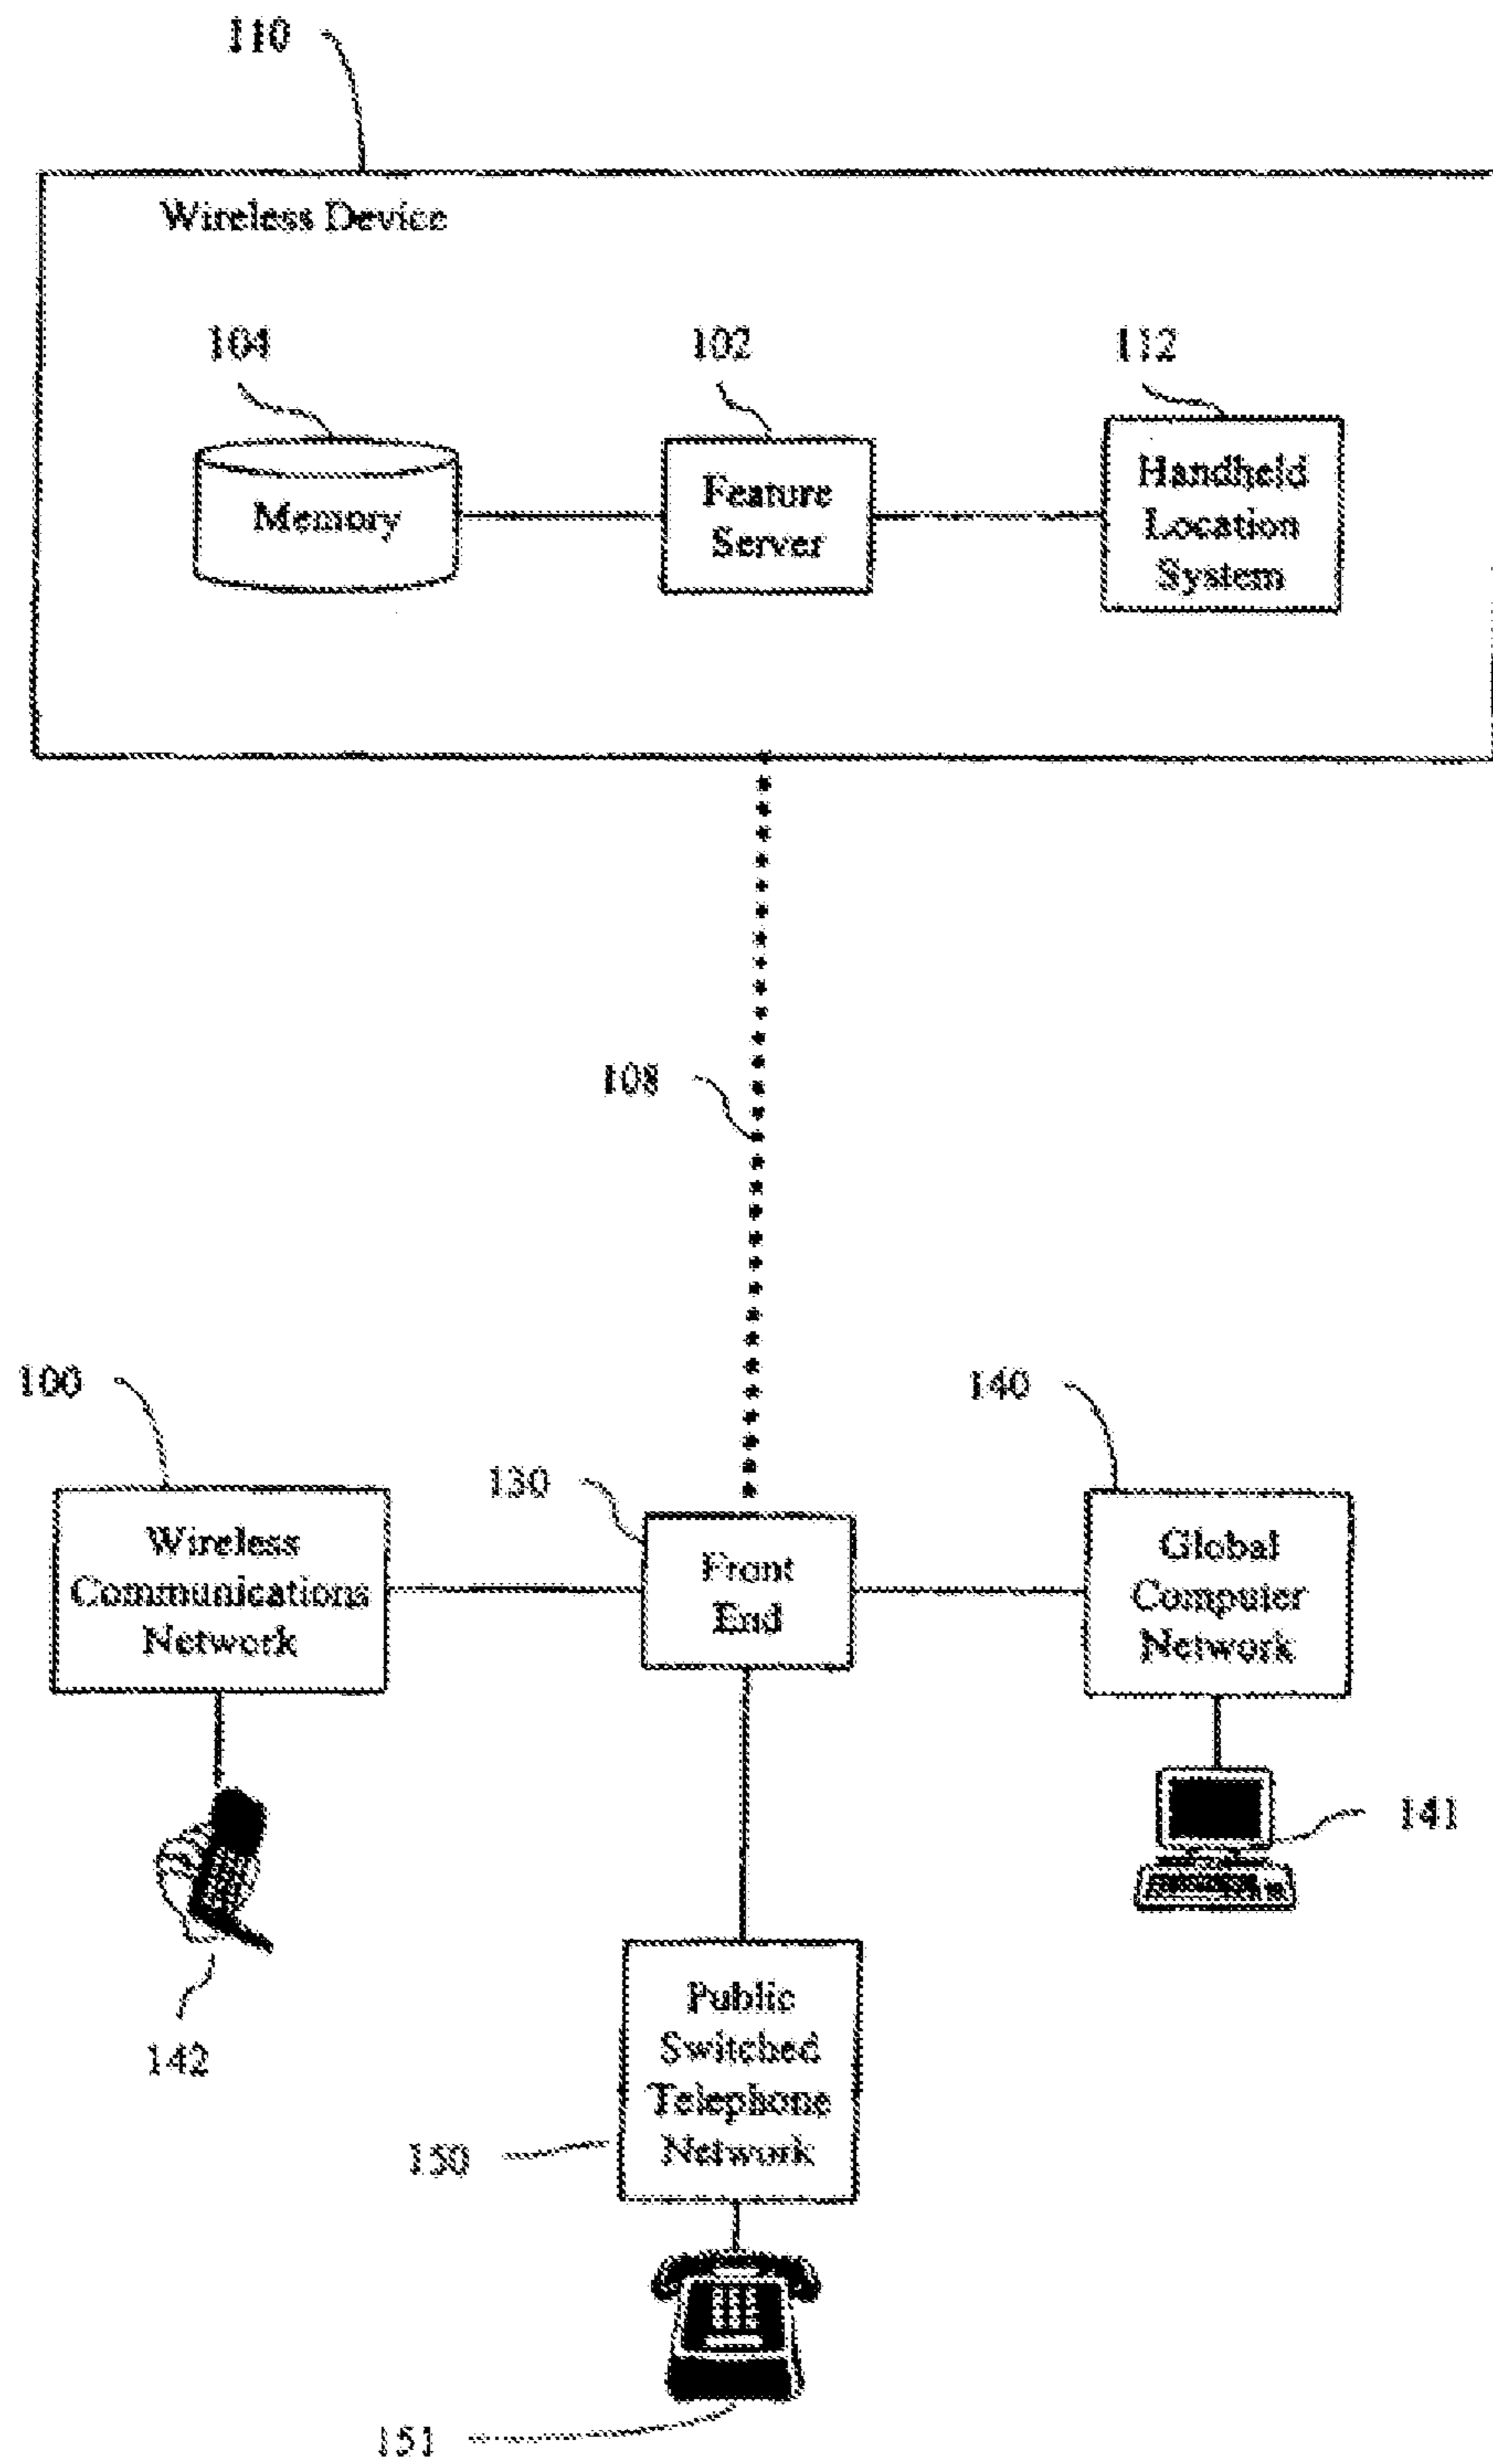 110
Wireless Device
104
102
112
Memory
Feature
Server
Handheld
Location
System
108
100
130
140
Wireless
Communications
Network
Front
End
Global
Computer
Network
141
142
Public
Switched
Telephone
Network
150
151